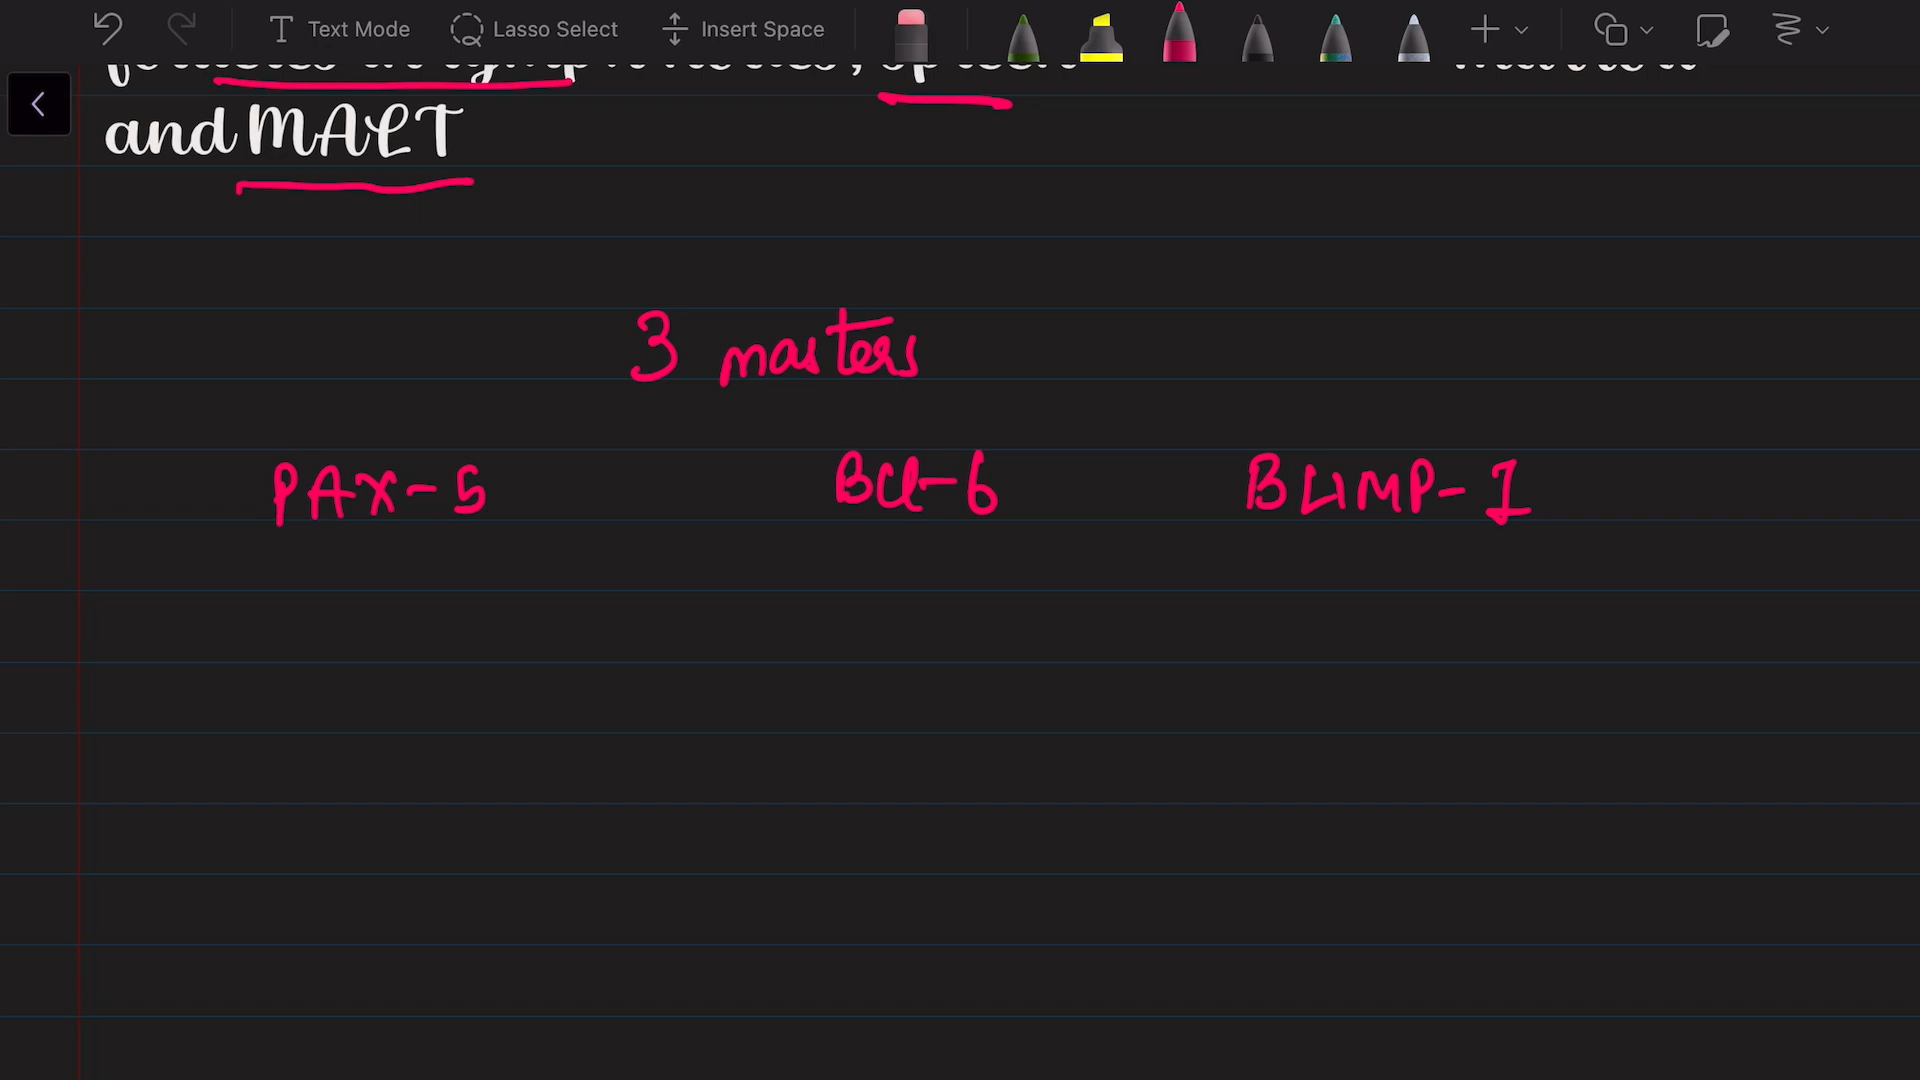 Text Mode Lasso Select Insert Space
and MALT
3 masters
PAX-5 BCl-6 BLIMP-1